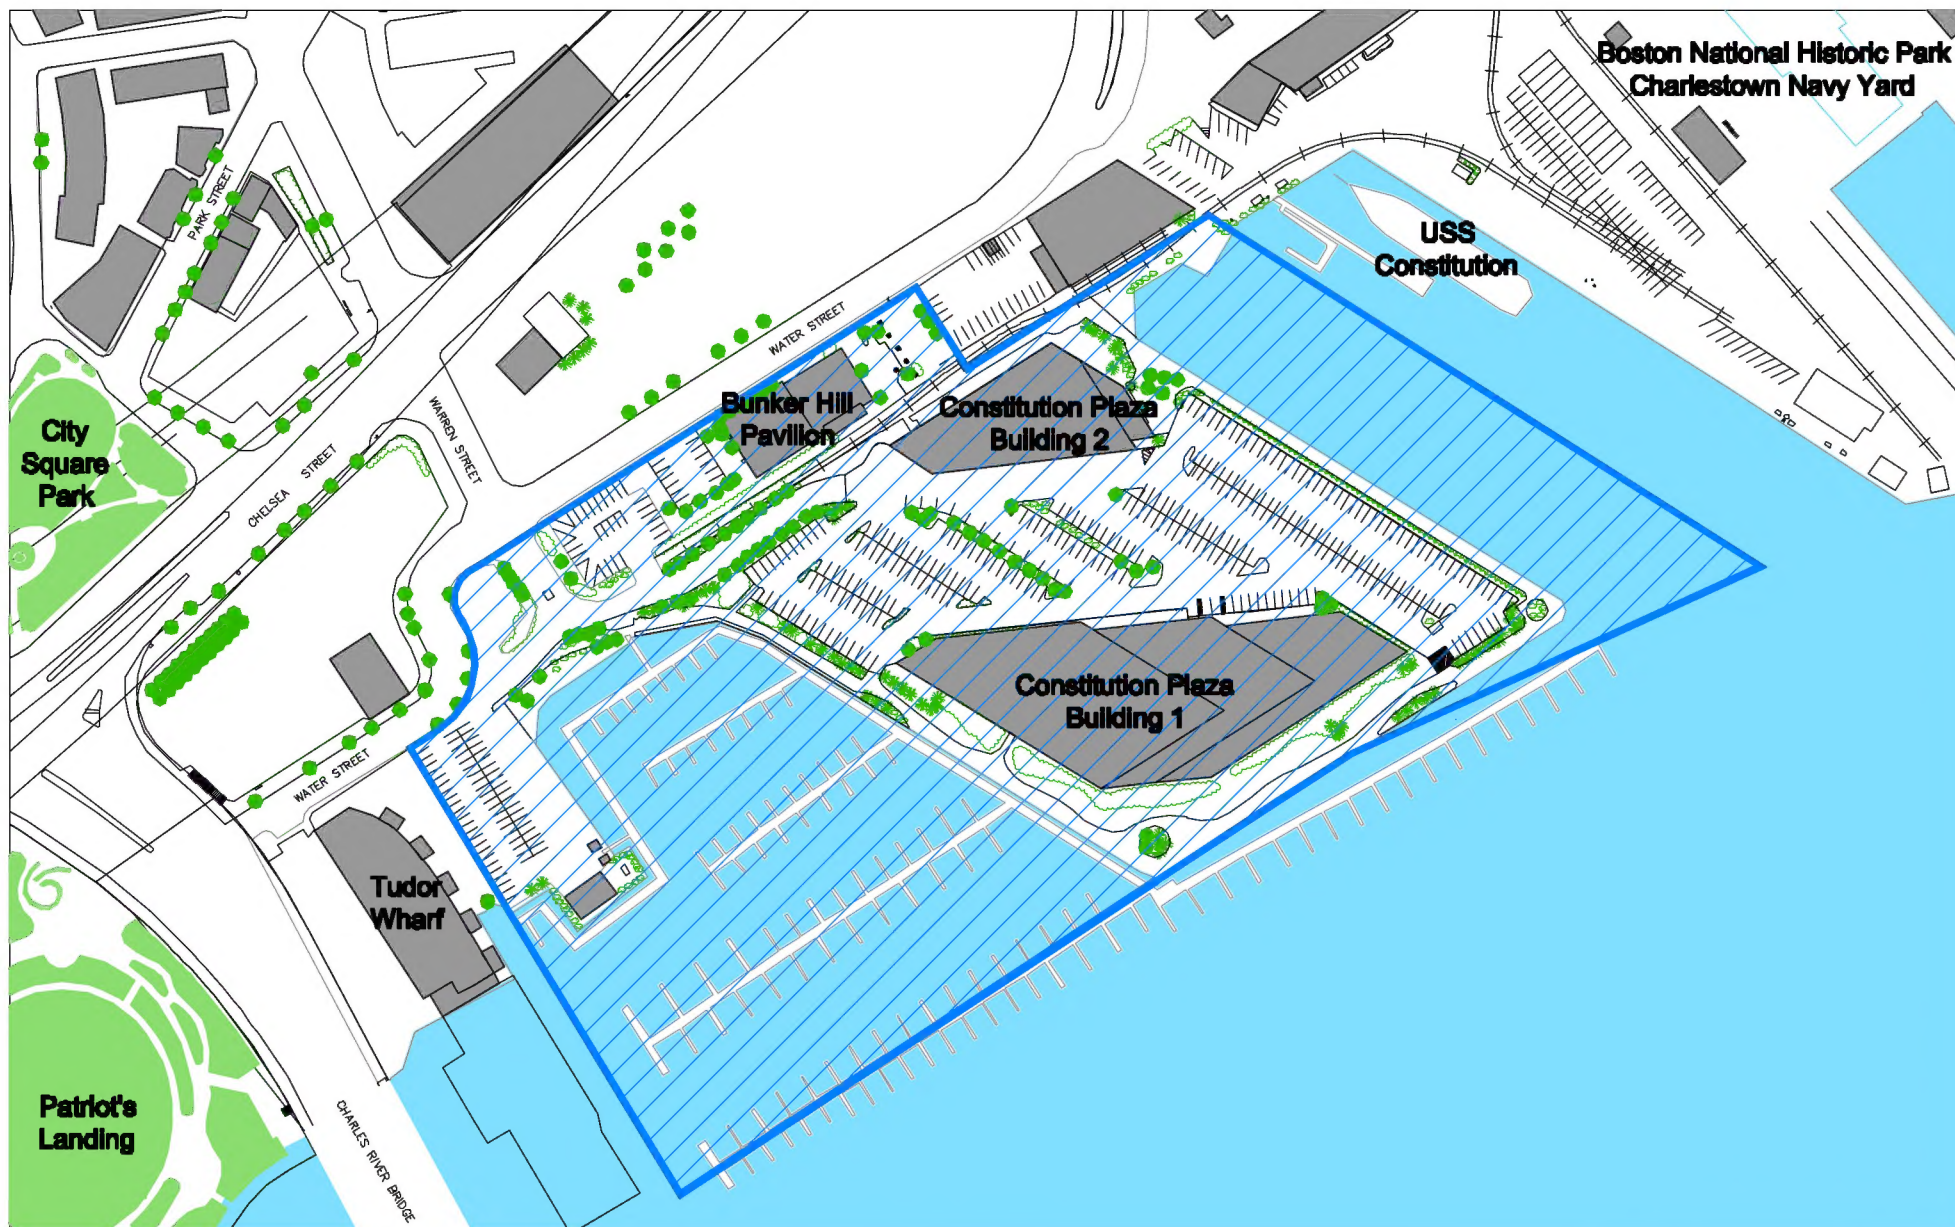 Boston National Historic Park
Charlestown Navy Yard
PARK STREET
USS
Constitution
WATER STREET
Bunker Hill
Pavilion
Constitution Plaza
Building 2
City
Square
Park
WARREN STREET
CHELSEA STREET
Constitution Plaza
Building 1
WATER STREET
Tudor
Wharf
Patriot's
Landing
CHARLES RIVER BRIDGE